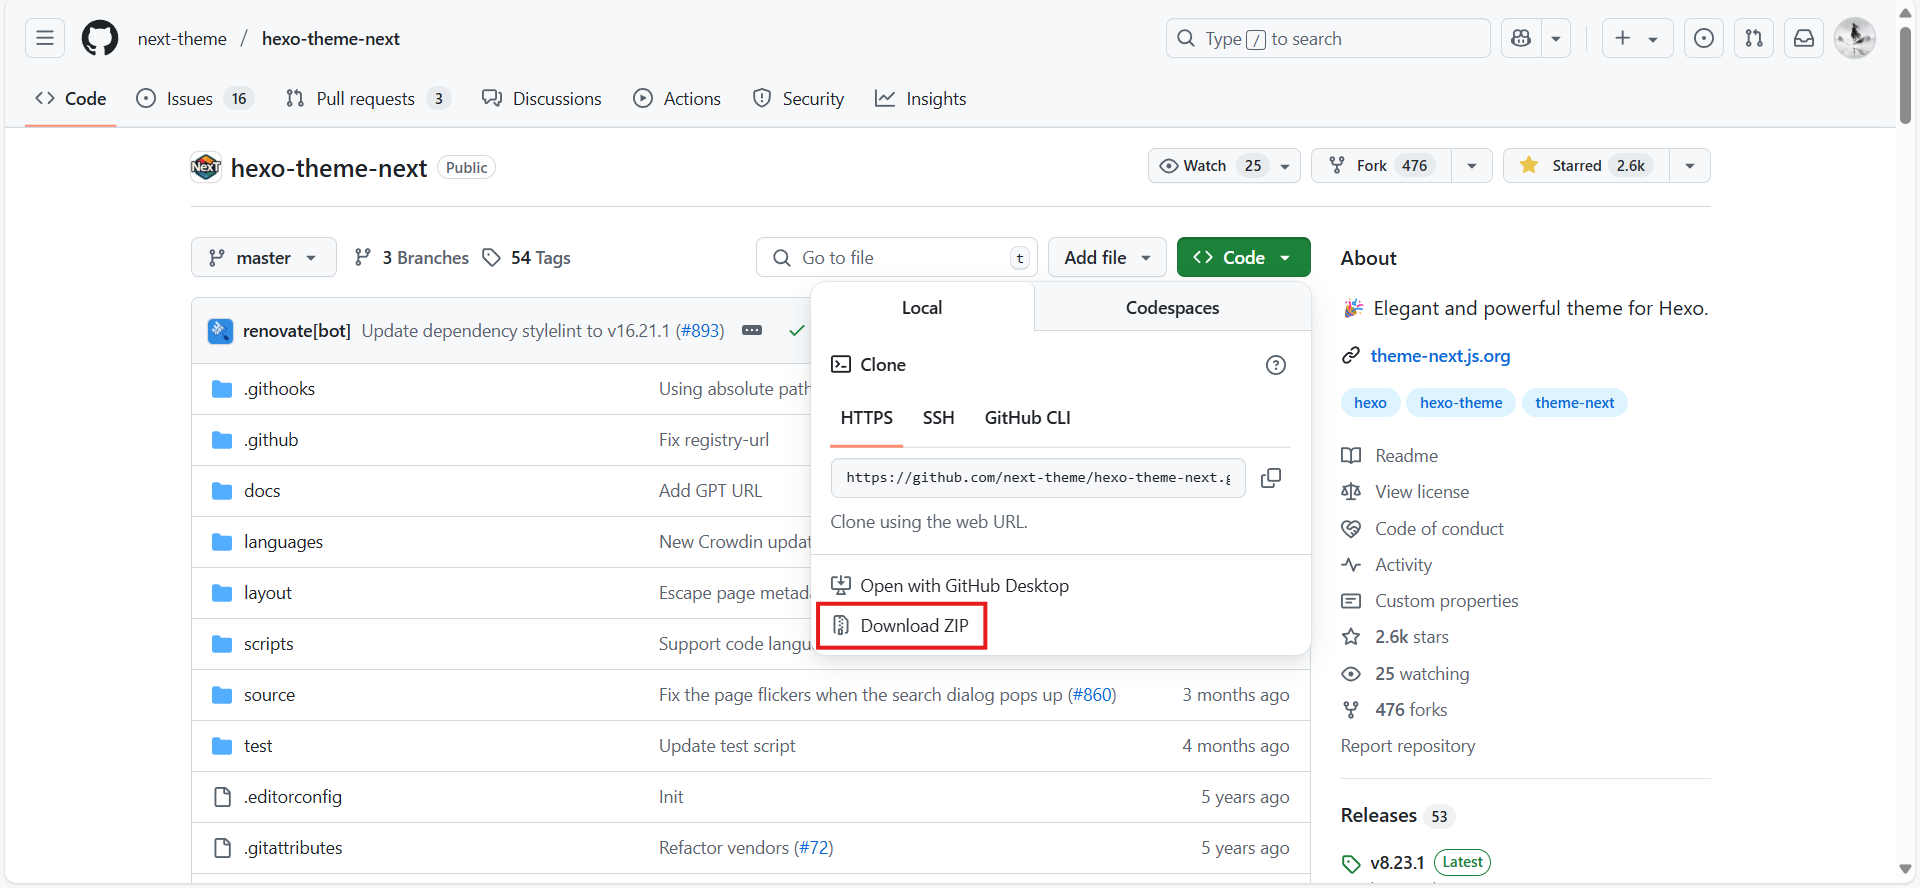 next-theme / hexo-theme-next
Type / to search
Code
Issues 16
Pull requests 3
Discussions
Actions
Security
Insights
NexT
hexo-theme-next Public
Watch 25
Fork 476
Starred 2.6k
master
3 Branches
54 Tags
Go to file t
Add file
Code
Local
Codespaces
Clone
HTTPS
SSH
GitHub CLI
https://github.com/next-theme/hexo-theme-next.g
Clone using the web URL.
Open with GitHub Desktop
Download ZIP
renovate[bot] Update dependency stylelint to v16.21.1 (#893)
.githooks Using absolute path
.github Fix registry-url
docs Add GPT URL
languages New Crowdin updat
layout Escape page metada
scripts Support code langu
source Fix the page flickers when the search dialog pops up (#860) 3 months ago
test Update test script 4 months ago
.editorconfig Init 5 years ago
.gitattributes Refactor vendors (#72) 5 years ago
About
Elegant and powerful theme for Hexo.
theme-next.js.org
hexo hexo-theme theme-next
Readme
View license
Code of conduct
Activity
Custom properties
2.6k stars
25 watching
476 forks
Report repository
Releases 53
v8.23.1 Latest